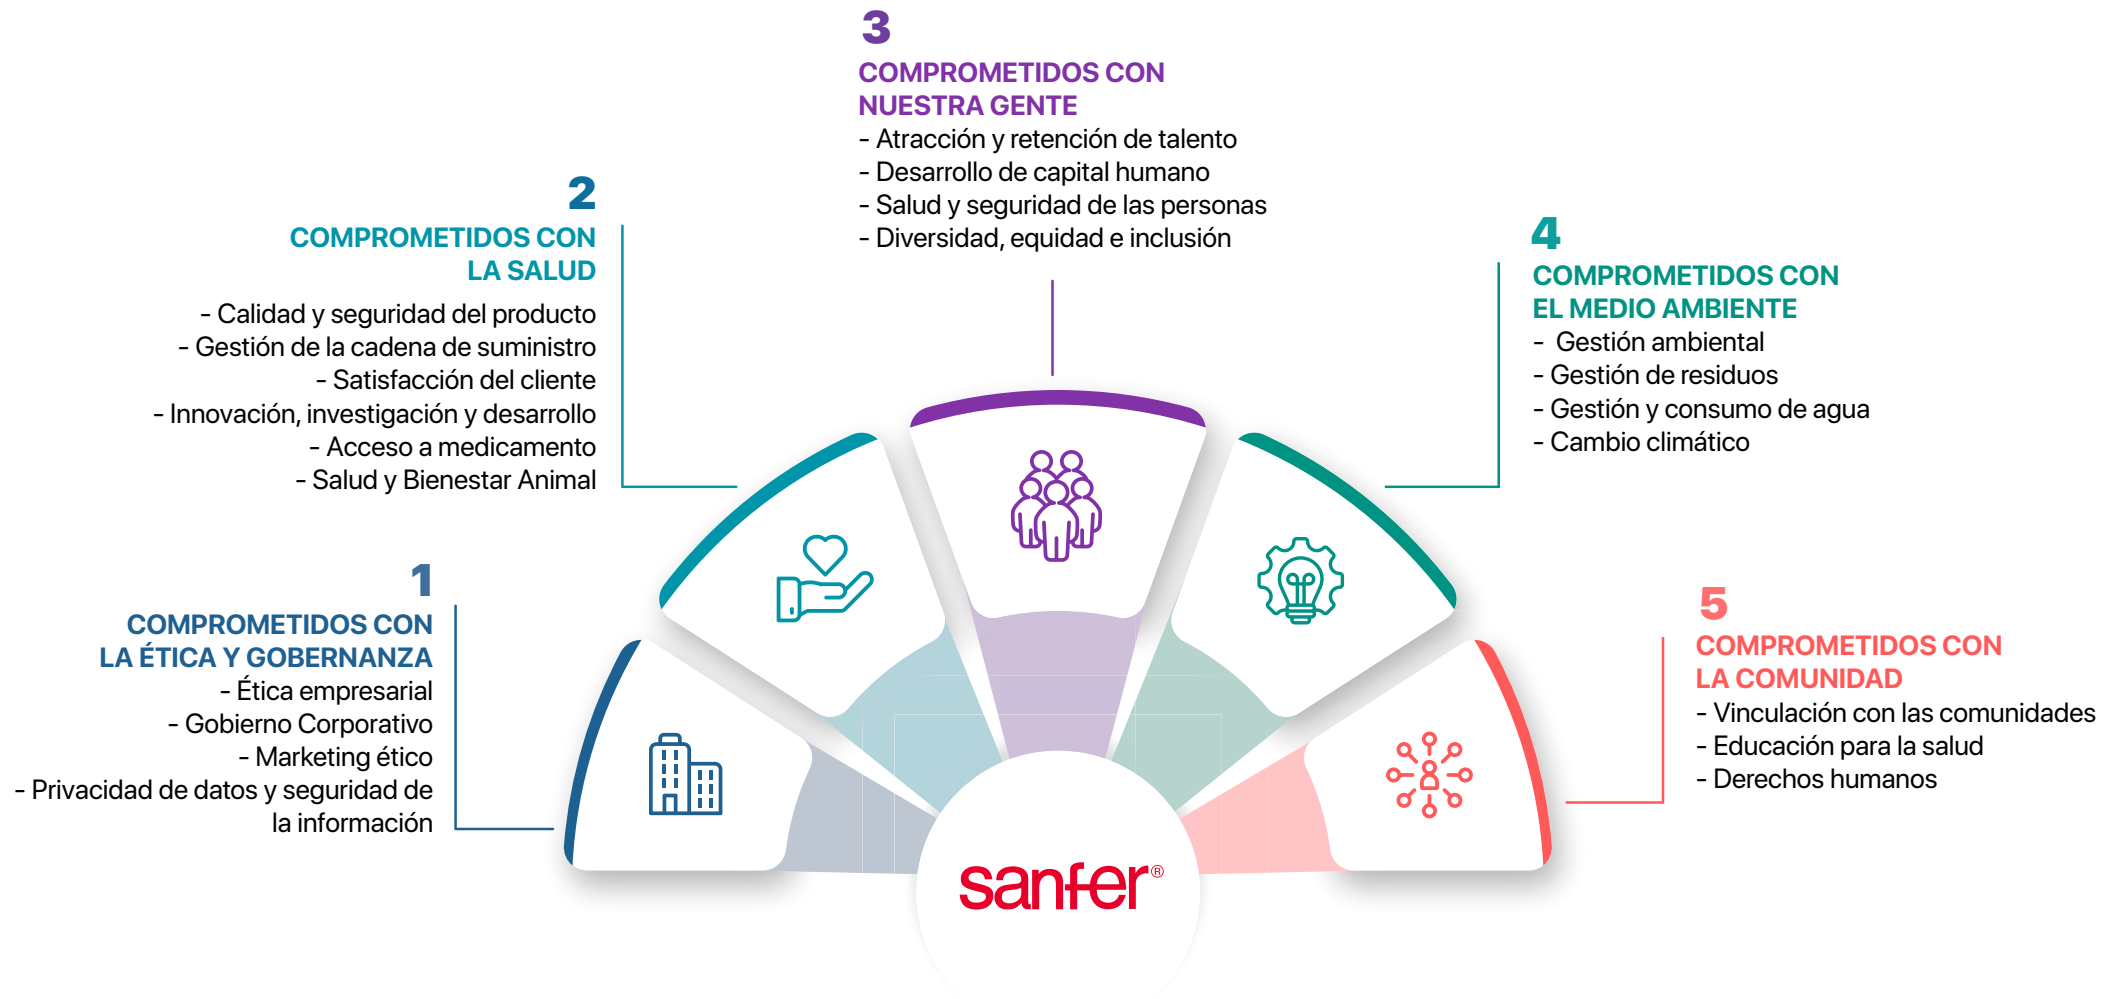 1
COMPROMETIDOS CON
LA ÉTICA Y GOBERNANZA
- Ética empresarial
- Gobierno Corporativo
- Marketing ético
- Privacidad de datos y seguridad de
la información
2
COMPROMETIDOS CON
LA SALUD
- Calidad y seguridad del producto
- Gestión de la cadena de suministro
- Satisfacción del cliente
- Innovación, investigación y desarrollo
- Acceso a medicamento
- Salud y Bienestar Animal
3
COMPROMETIDOS CON
NUESTRA GENTE
- Atracción y retención de talento
- Desarrollo de capital humano
- Salud y seguridad de las personas
- Diversidad, equidad e inclusión
4
COMPROMETIDOS CON
EL MEDIO AMBIENTE
- Gestión ambiental
- Gestión de residuos
- Gestión y consumo de agua
- Cambio climático
5
COMPROMETIDOS CON
LA COMUNIDAD
- Vinculación con las comunidades
- Educación para la salud
- Derechos humanos
sanfer®